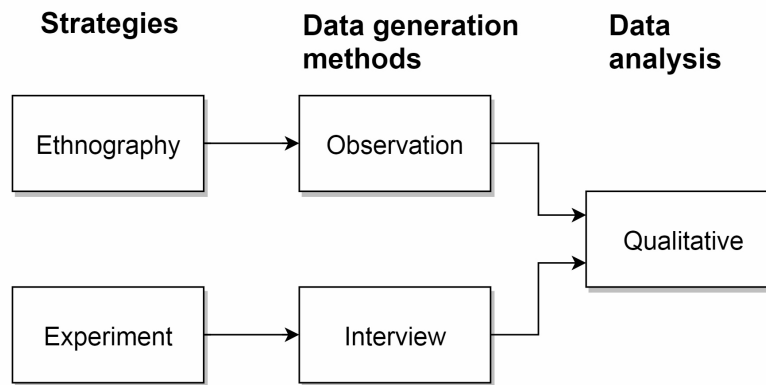 Strategies
Data generation
methods
Data
analysis
Ethnography
Observation
Qualitative
Experiment
Interview